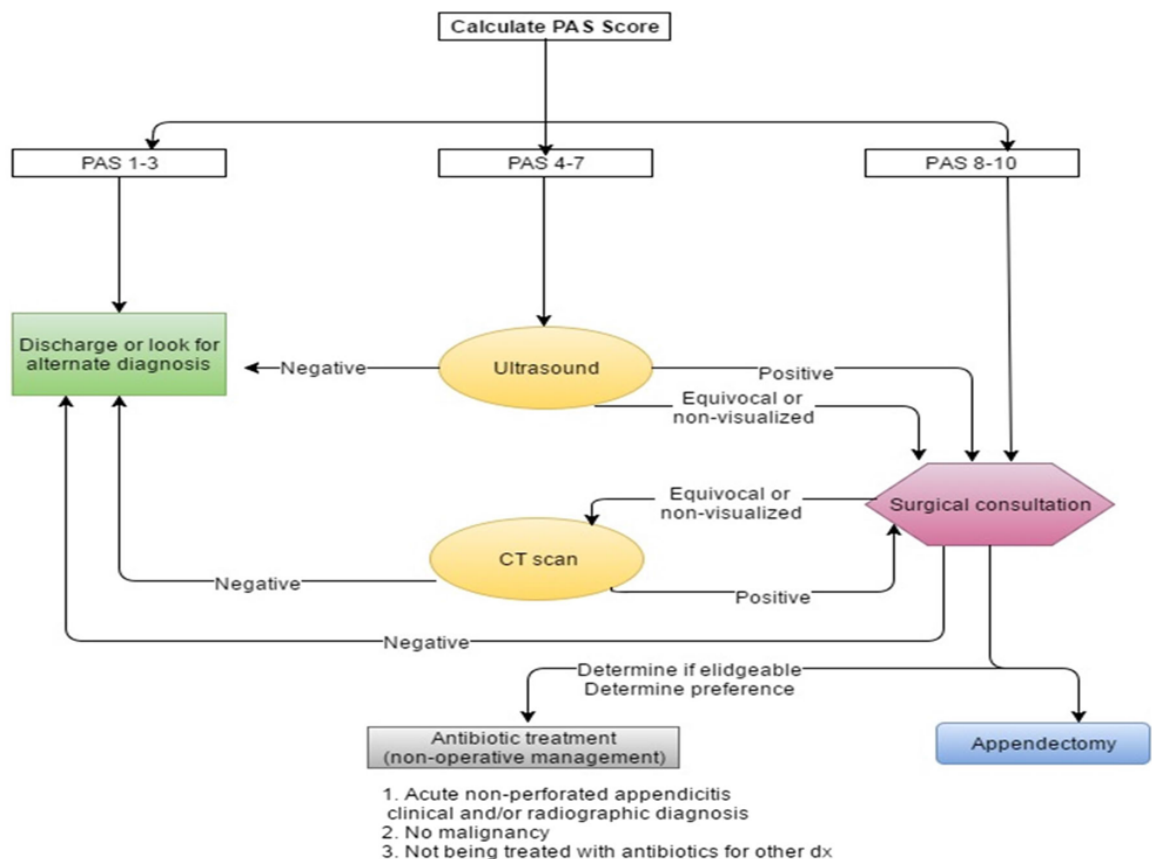 Calculate PAS Score
PAS 1-3
PAS 4-7
PAS 8-10
Discharge or look for
alternate diagnosis
Negative
Ultrasound
Positive
Equivocal or
non-visualized
Equivocal or
non-visualized
Surgical consultation
CT scan
Negative
Positive
Negative
Determine if elidgeable
Determine preference
Antibiotic treatment
(non-operative management)
Appendectomy
1. Acute non-perforated appendicitis
clinical and/or radiographic diagnosis
2. No malignancy
3. Not being treated with antibiotics for other dx